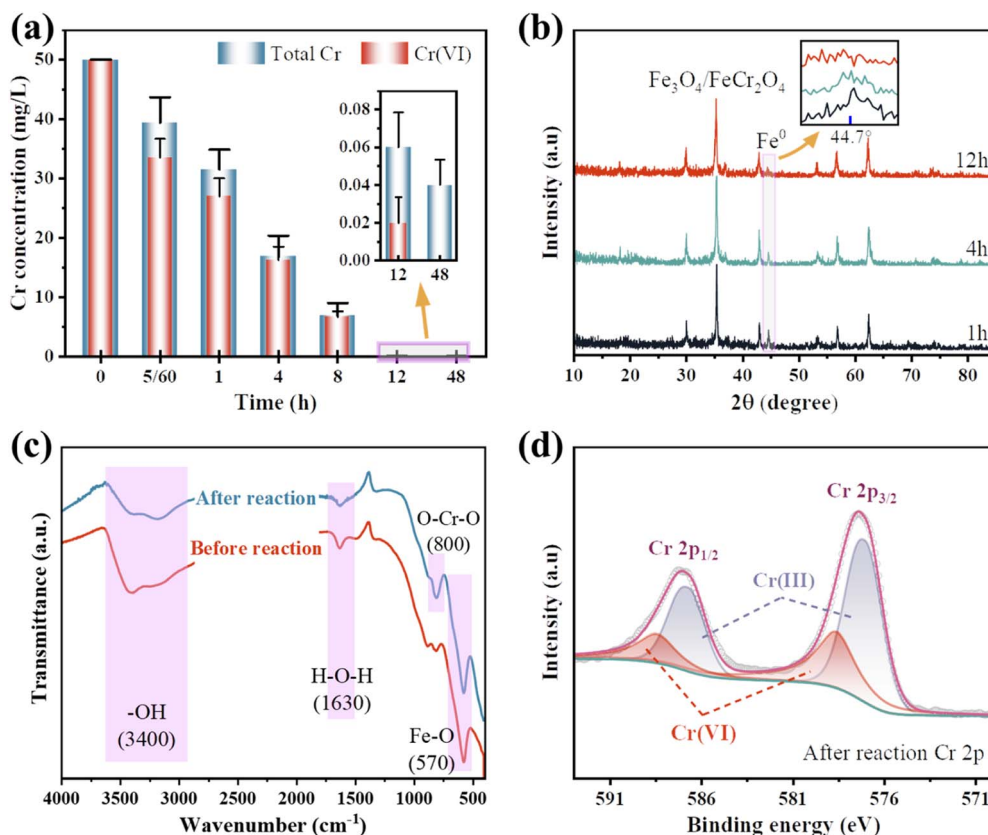 (a)
Total Cr
Cr(VI)
Cr concentration (mg/L)
50
40
30
20
10
0
0
5/60
1
4
8
12
48
Time (h)
0.08
0.06
0.04
0.02
0.00
12
48
(b)
Fe₃O₄/FeCr₂O₄
Fe⁰
44.7°
12h
4h
1h
Intensity (a.u)
10
20
30
40
50
60
70
80
2θ (degree)
(c)
After reaction
Before reaction
O-Cr-O
(800)
H-O-H
(1630)
-OH
(3400)
Fe-O
(570)
Transmittance (a.u.)
4000
3500
3000
2500
2000
1500
1000
500
Wavenumber (cm⁻¹)
(d)
Cr 2p₃/₂
Cr 2p₁/₂
Cr(III)
Cr(VI)
After reaction Cr 2p
Intensity (a.u)
591
586
581
576
571
Binding energy (eV)